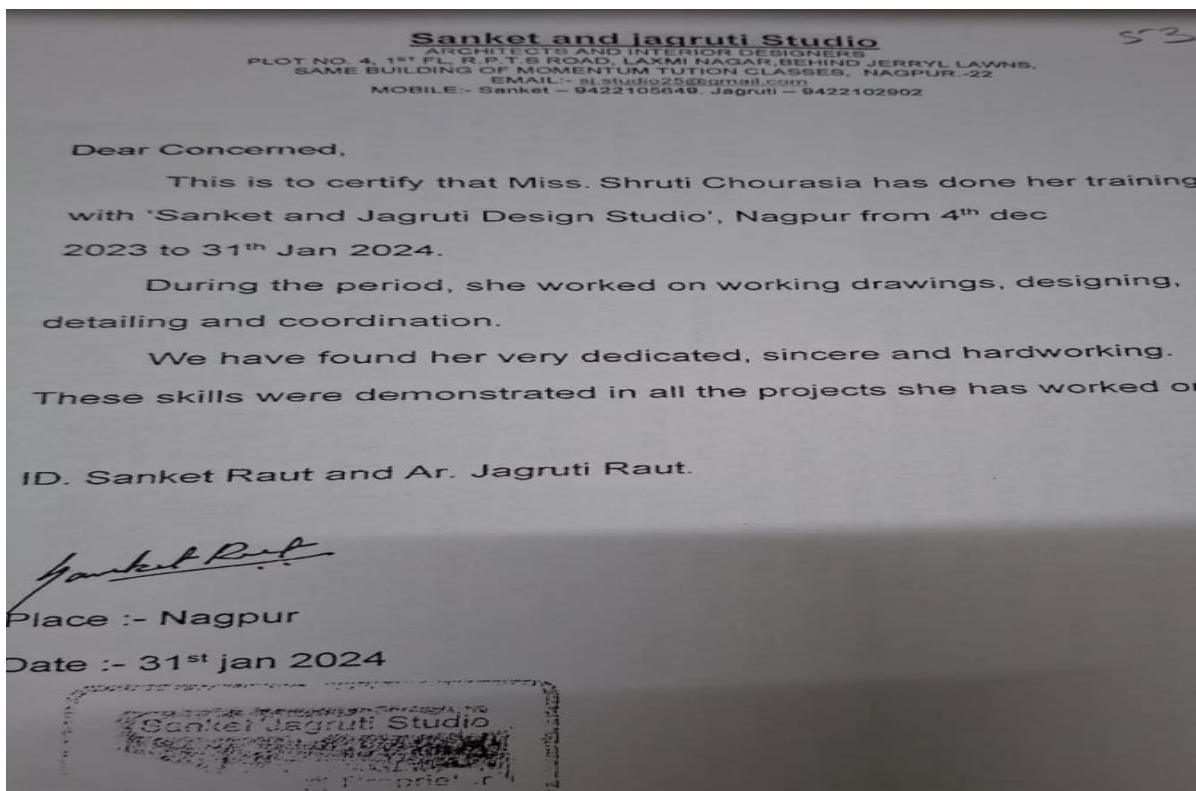 Sanket and jagruti Studio
553
ARCHITECTS AND INTERIOR DESIGNERS
PLOT NO. 4, 1ST FL, R.P.T.S ROAD, LAXMI NAGAR,BEHIND JERRYL LAWNS,
SAME BUILDING OF MOMENTUM TUTION CLASSES, NAGPUR.-22
EMAIL:- sj.studio25@gmail.com
MOBILE:- Sanket – 9422105649. Jagruti – 9422102902
Dear Concerned,
This is to certify that Miss. Shruti Chourasia has done her training
with ‘Sanket and Jagruti Design Studio’, Nagpur from 4th dec
2023 to 31th Jan 2024.
During the period, she worked on working drawings, designing,
detailing and coordination.
We have found her very dedicated, sincere and hardworking.
These skills were demonstrated in all the projects she has worked on
ID. Sanket Raut and Ar. Jagruti Raut.
Sanket Raut
Place :- Nagpur
Date :- 31st jan 2024
Sanket Jagruti Studio